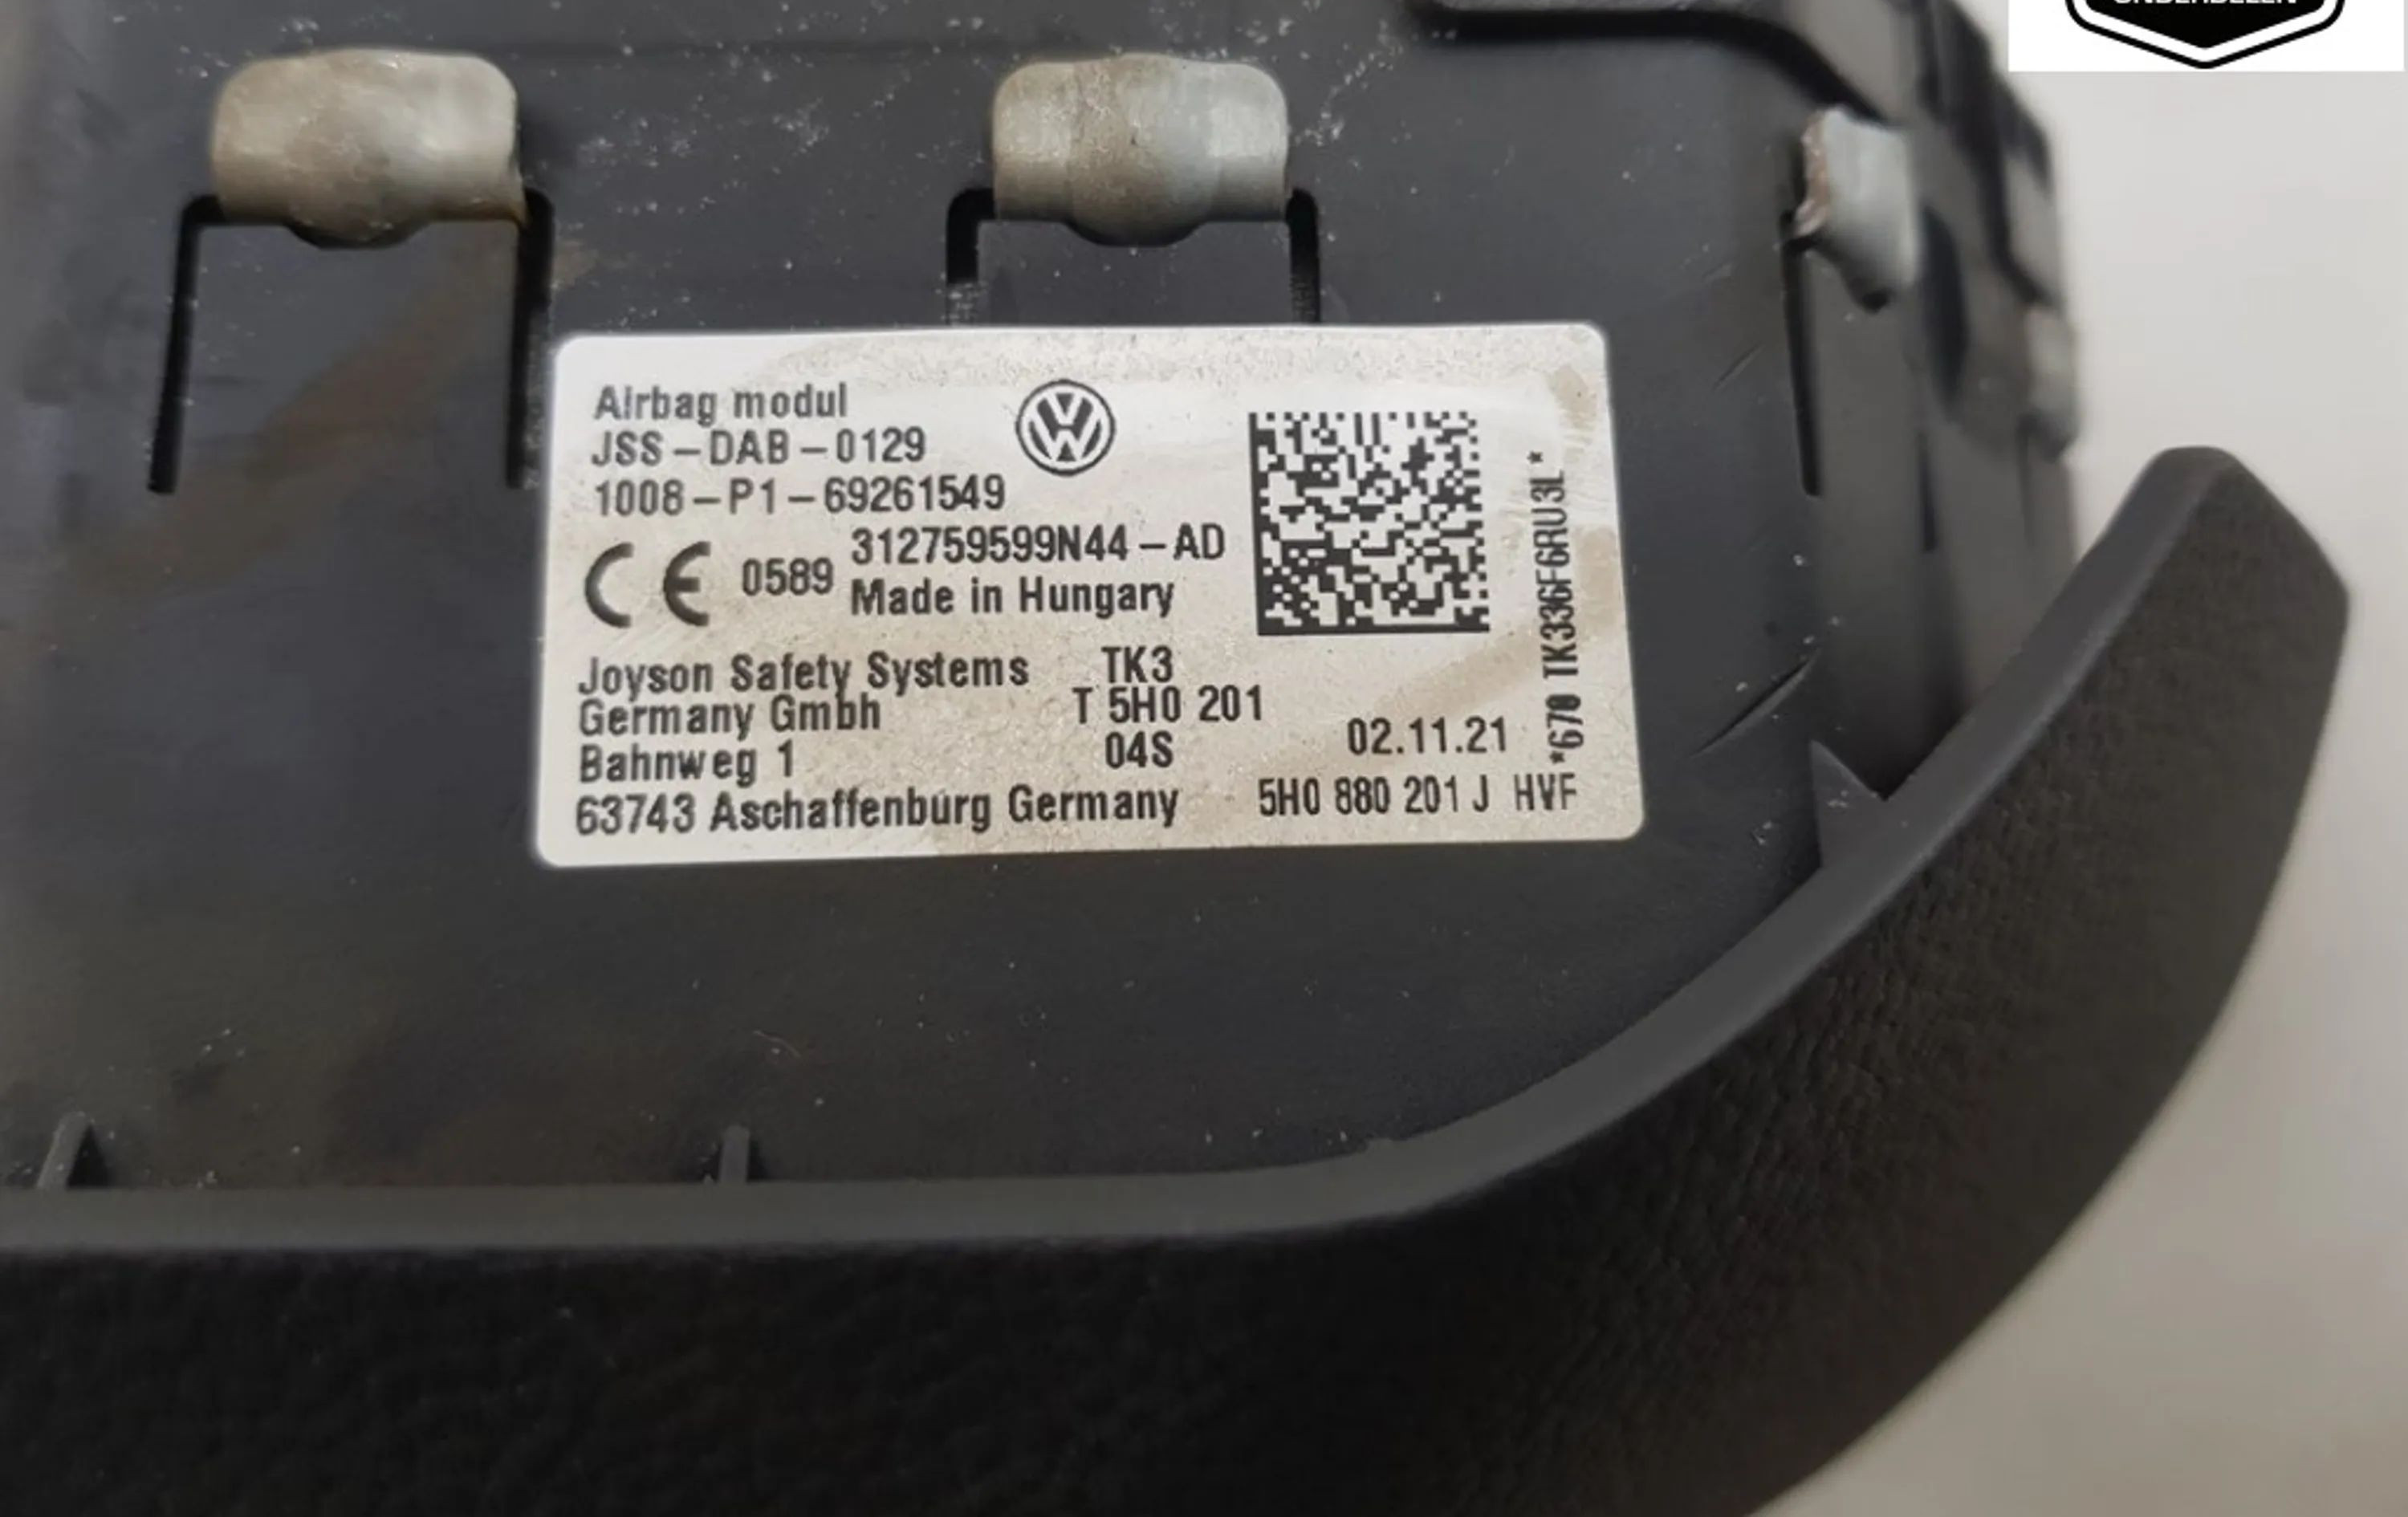 Airbag modul
JSS-DAB-0129
1008-P1-69261549
CE 0589
312759599N44-AD
Made in Hungary
Joyson Safety Systems
Germany Gmbh
Bahnweg 1
63743 Aschaffenburg Germany
TK3
T 5H0 201
04S
02.11.21
5H0 880 201 J HVF
*670 TK336F6RU3L*